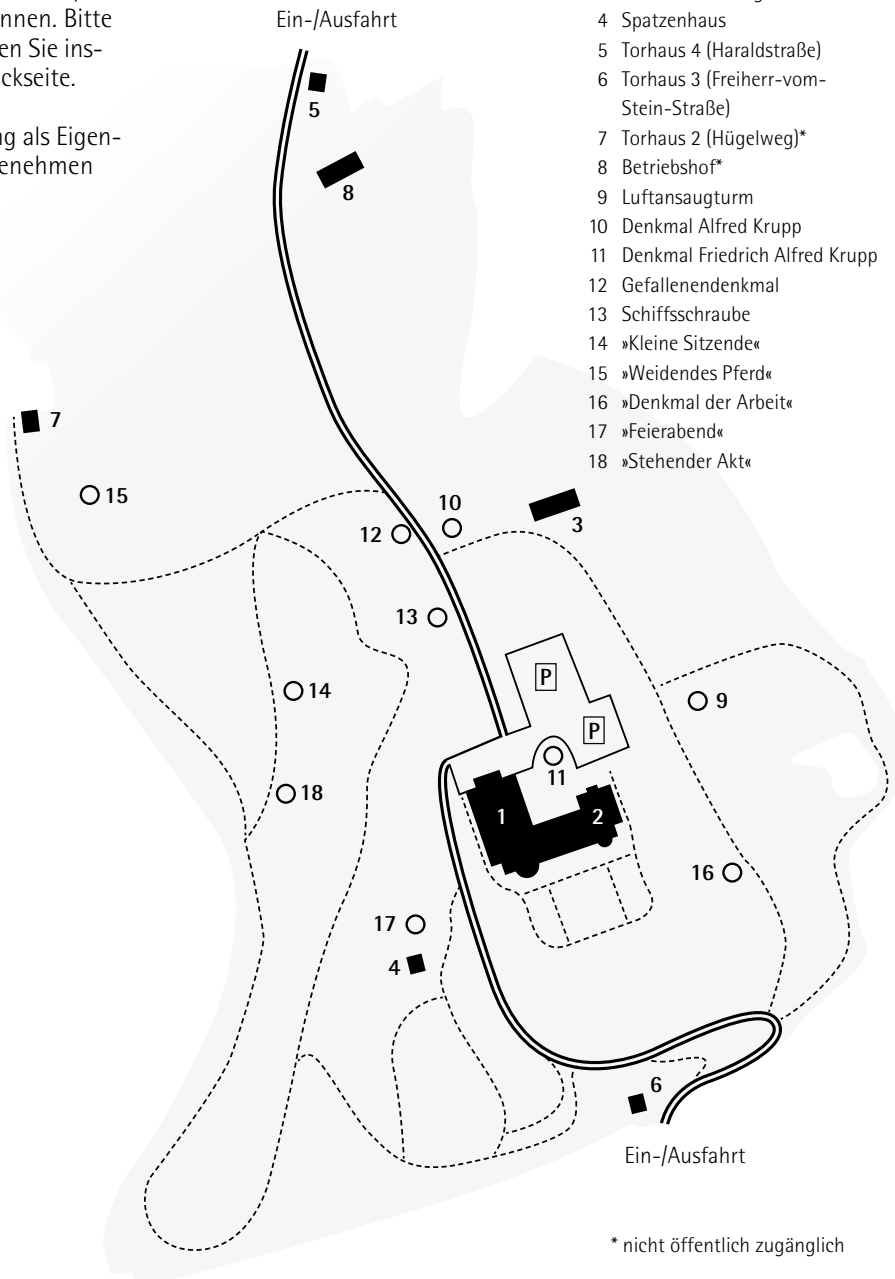 nnen. Bitte
en Sie ins-
ckseite.
ng als Eigen-
enehmen
Ein-/Ausfahrt
4 Spatzenhaus
5 Torhaus 4 (Haraldstraße)
6 Torhaus 3 (Freiherr-vom-
Stein-Straße)
7 Torhaus 2 (Hügelweg)*
8 Betriebshof*
9 Luftansaugturm
10 Denkmal Alfred Krupp
11 Denkmal Friedrich Alfred Krupp
12 Gefallenendenkmal
13 Schiffsschraube
14 »Kleine Sitzende«
15 »Weidendes Pferd«
16 »Denkmal der Arbeit«
17 »Feierabend«
18 »Stehender Akt«
5
8
7
15
10
3
12
13
P
14
9
P
11
18
1
2
16
17
4
6
Ein-/Ausfahrt
* nicht öffentlich zugänglich